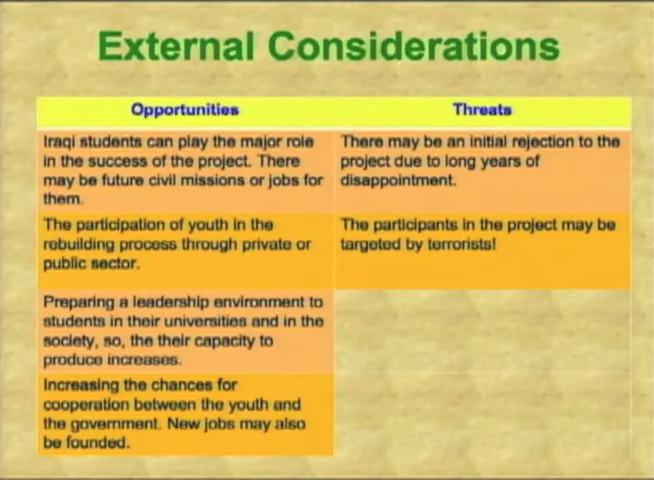 External Considerations
Opportunities
Threats
Iraqi students can play the major role
in the success of the project. There
may be future civil missions or jobs for
them.
There may be an initial rejection to the
project due to long years of
disappointment.
The participation of youth in the
rebuilding process through private or
public sector.
The participants in the project may be
targeted by terrorists!
Preparing a leadership environment to
students in their universities and in the
society, so, the their capacity to
produce increases.
Increasing the chances for
cooperation between the youth and
the government. New jobs may also
be founded.